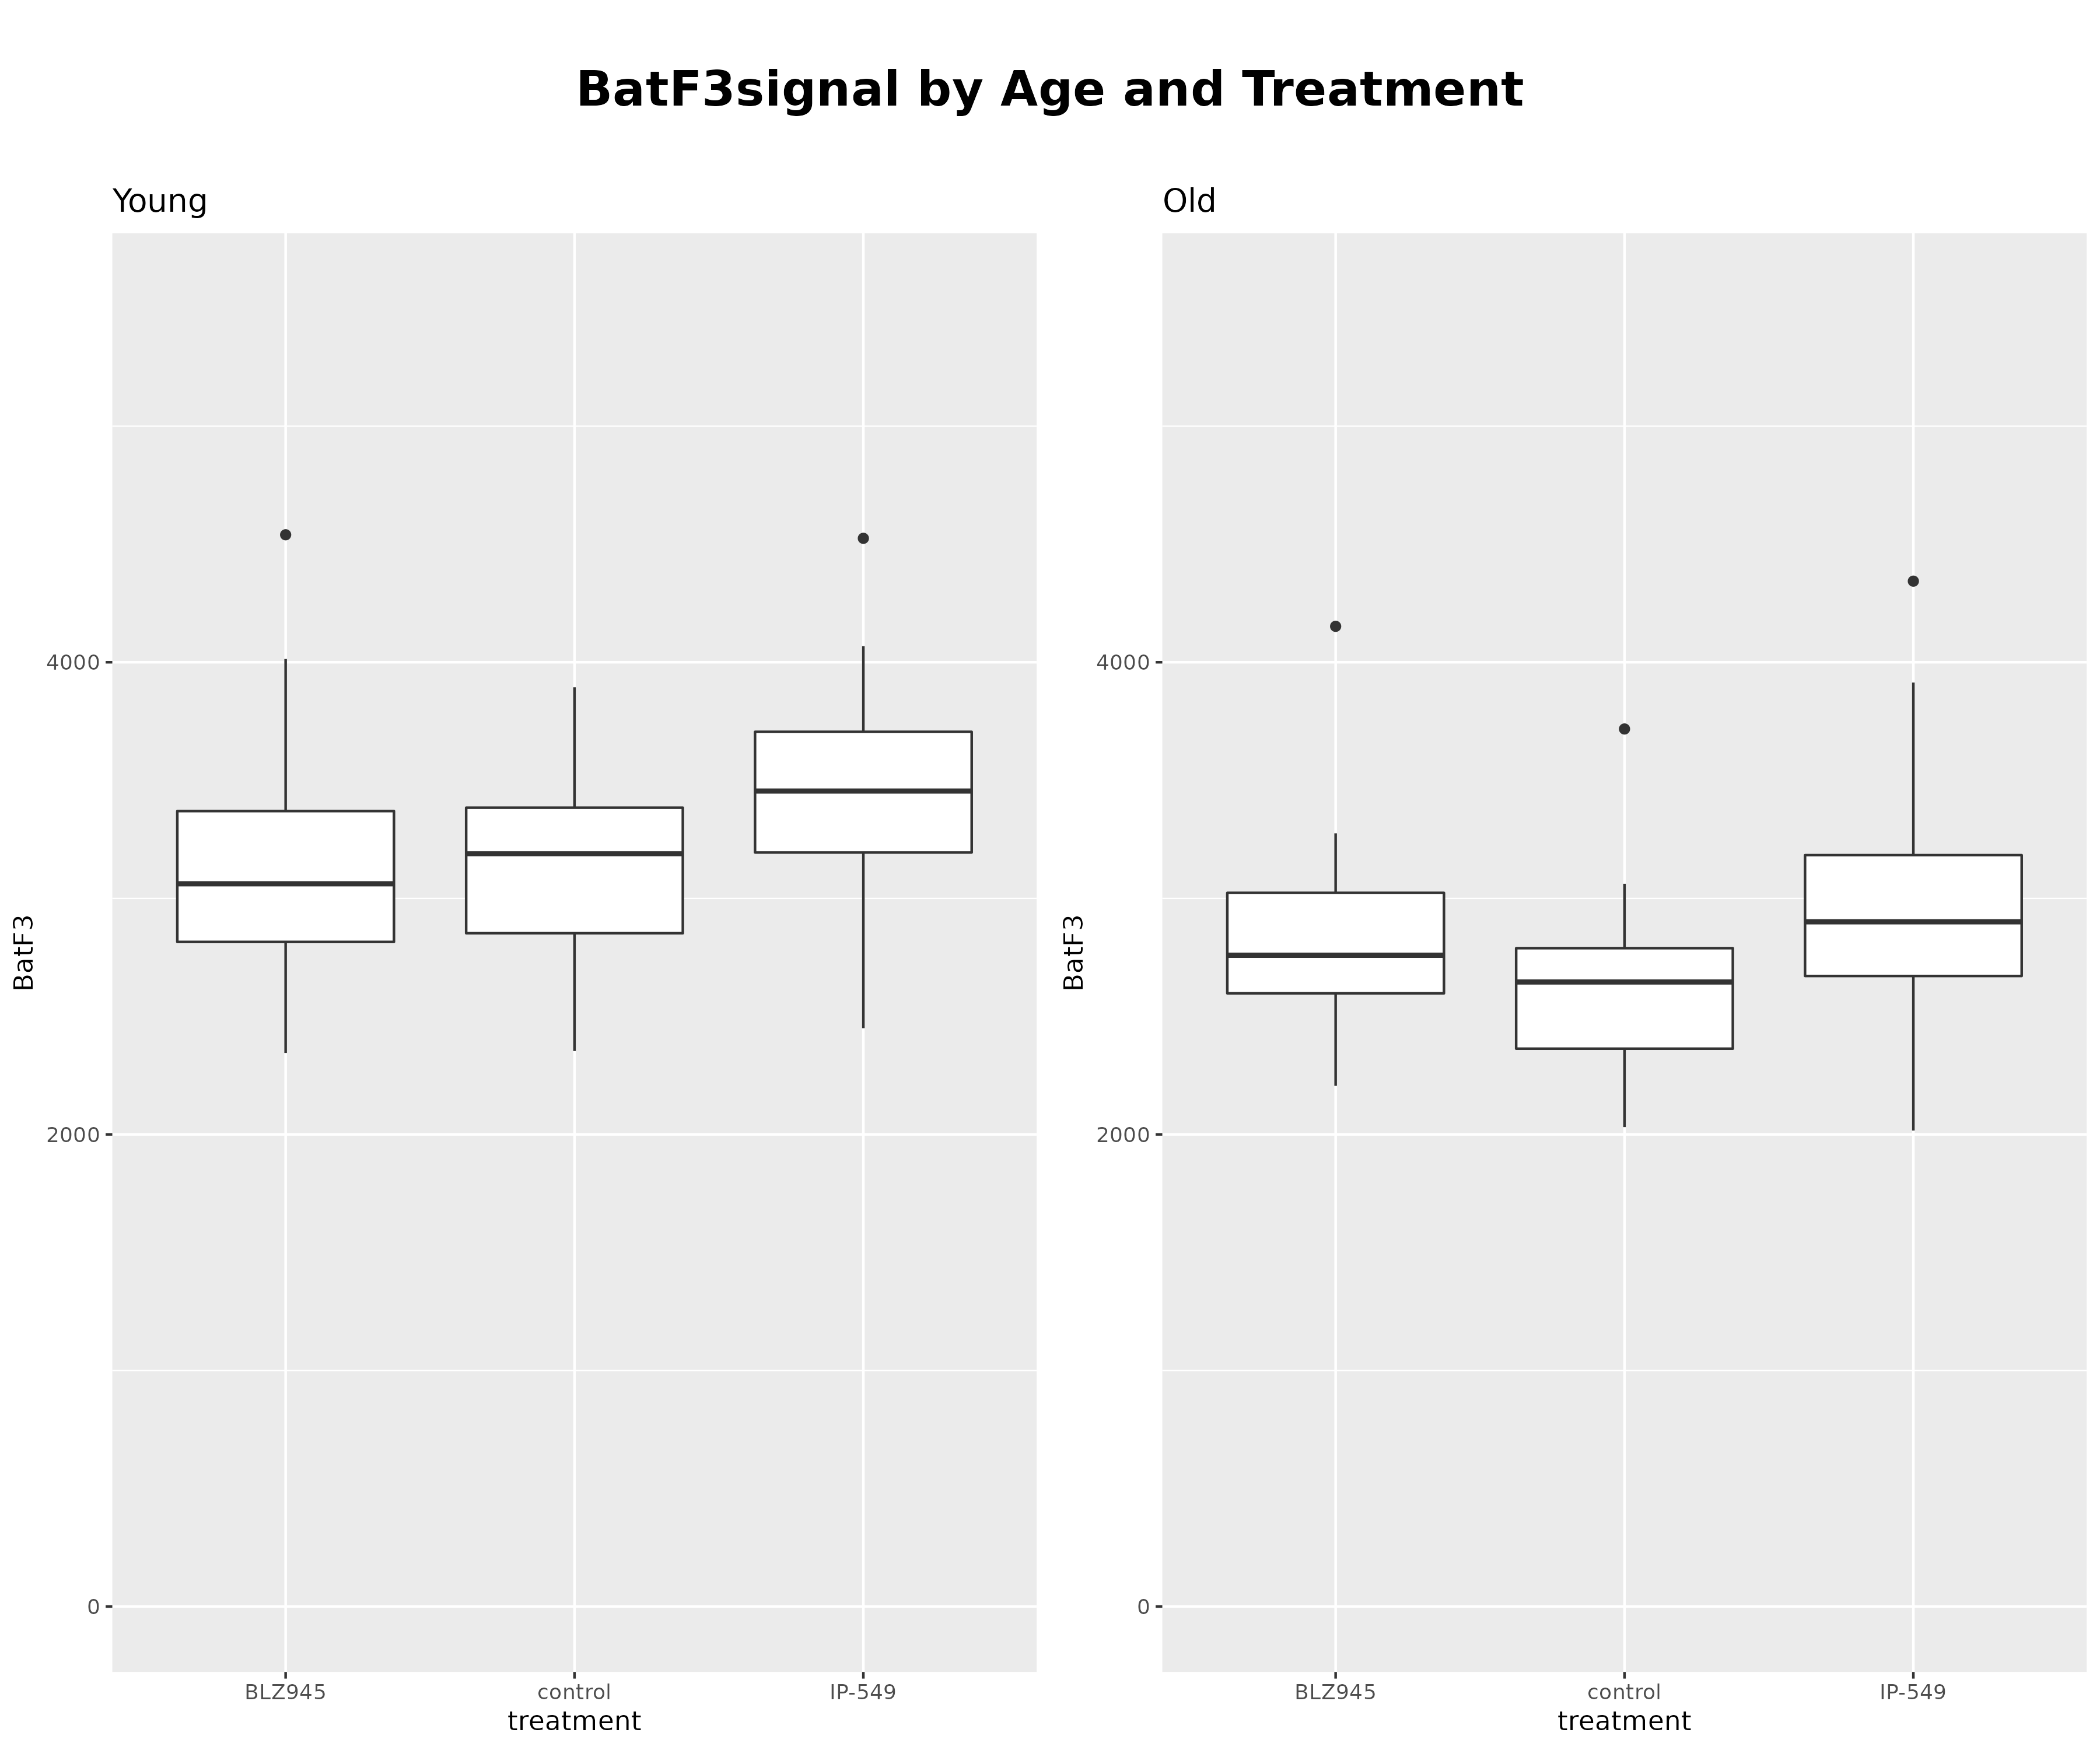 BatF3signal by Age and Treatment
Young
BatF3
4000
2000
0
BLZ945 control IP-549
treatment
Old
BatF3
4000
2000
0
BLZ945 control IP-549
treatment